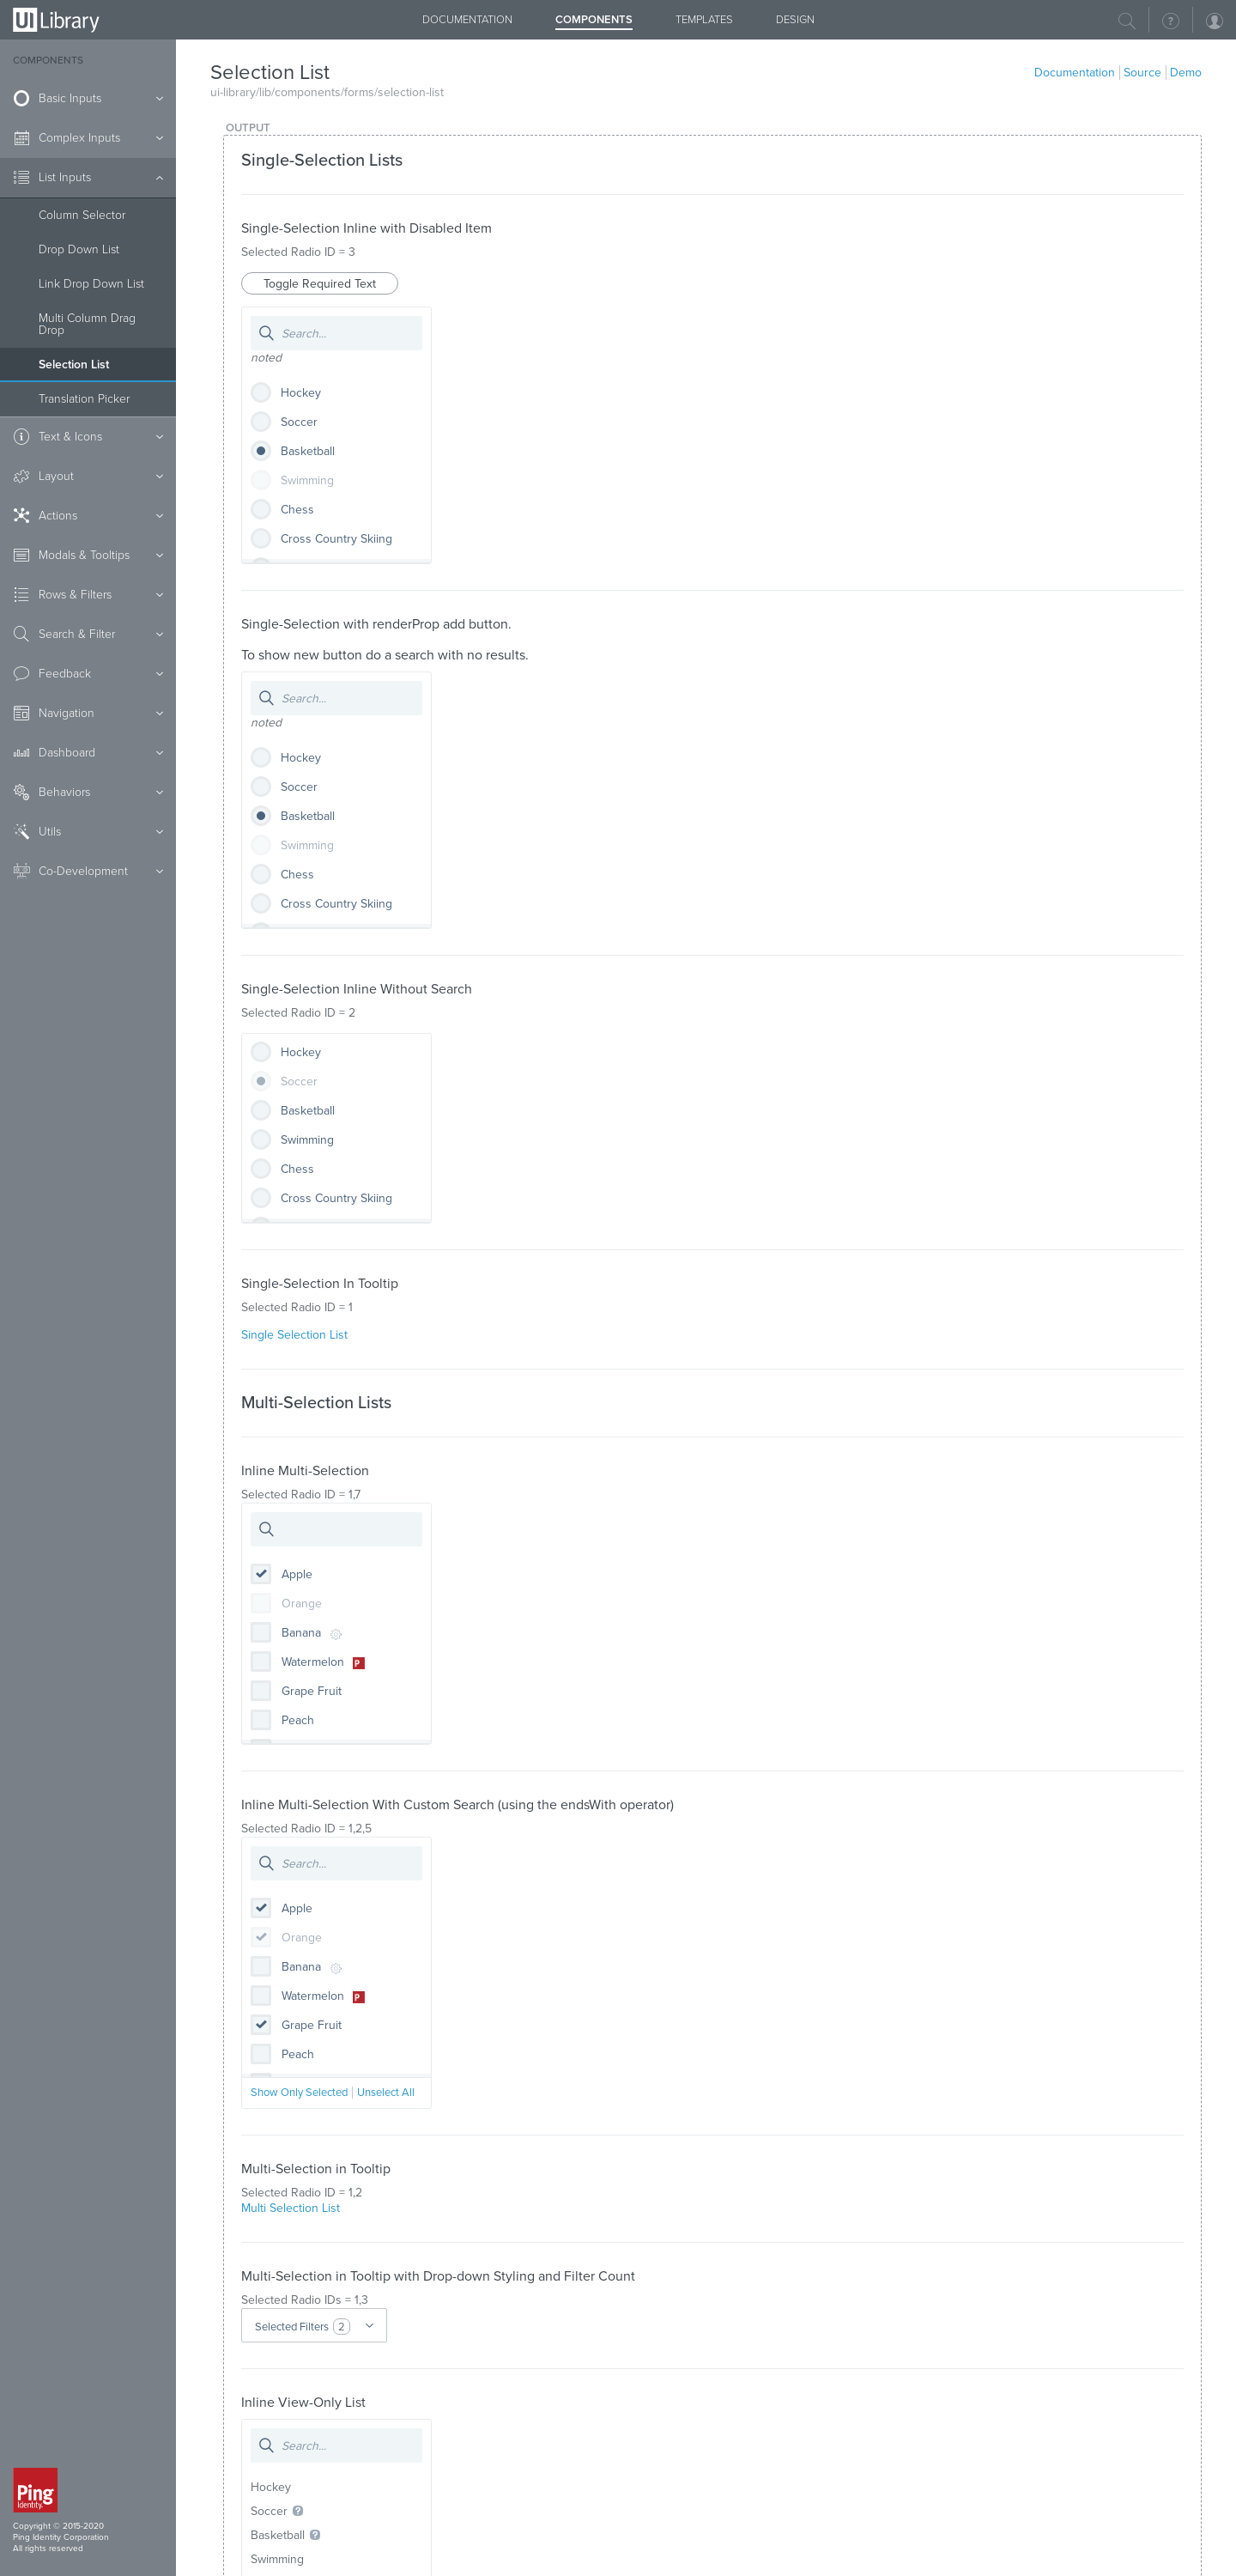 UI Library
DOCUMENTATION
COMPONENTS
TEMPLATES
DESIGN
COMPONENTS
Basic Inputs
Complex Inputs
List Inputs
Column Selector
Drop Down List
Link Drop Down List
Multi Column Drag
Drop
Selection List
Translation Picker
Text & Icons
Layout
Actions
Modals & Tooltips
Rows & Filters
Search & Filter
Feedback
Navigation
Dashboard
Behaviors
Utils
Co-Development
Ping
Identity.
Copyright © 2015-2020
Ping Identity Corporation
All rights reserved
Selection List
ui-library/lib/components/forms/selection-list
Documentation
Source
Demo
OUTPUT
Single-Selection Lists
Single-Selection Inline with Disabled Item
Selected Radio ID = 3
Toggle Required Text
Search...
noted
Hockey
Soccer
Basketball
Swimming
Chess
Cross Country Skiing
Single-Selection with renderProp add button.
To show new button do a search with no results.
Search...
noted
Hockey
Soccer
Basketball
Swimming
Chess
Cross Country Skiing
Single-Selection Inline Without Search
Selected Radio ID = 2
Hockey
Soccer
Basketball
Swimming
Chess
Cross Country Skiing
Single-Selection In Tooltip
Selected Radio ID = 1
Single Selection List
Multi-Selection Lists
Inline Multi-Selection
Selected Radio ID = 1,7
Apple
Orange
Banana
Watermelon P
Grape Fruit
Peach
Inline Multi-Selection With Custom Search (using the endsWith operator)
Selected Radio ID = 1,2,5
Search...
Apple
Orange
Banana
Watermelon P
Grape Fruit
Peach
Show Only Selected
Unselect All
Multi-Selection in Tooltip
Selected Radio ID = 1,2
Multi Selection List
Multi-Selection in Tooltip with Drop-down Styling and Filter Count
Selected Radio IDs = 1,3
Selected Filters 2
Inline View-Only List
Search...
Hockey
Soccer ?
Basketball ?
Swimming